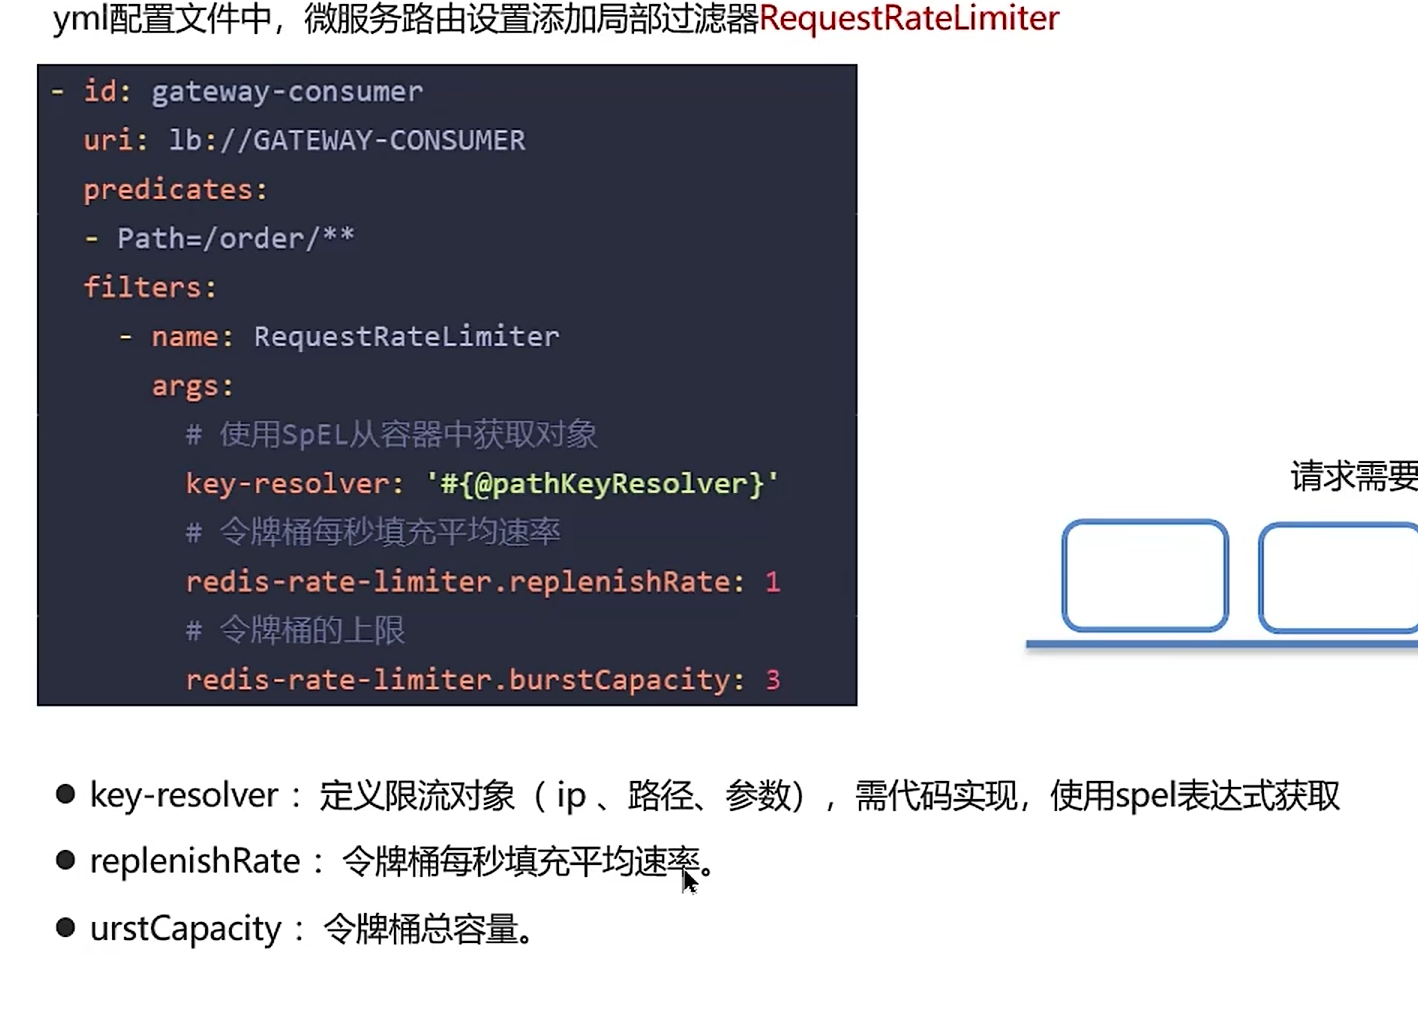 yml配置文件中，微服务路由设置添加局部过滤器RequestRateLimiter
- id: gateway-consumer
uri: lb://GATEWAY-CONSUMER
predicates:
- Path=/order/**
filters:
- name: RequestRateLimiter
args:
# 使用SpEL从容器中获取对象
key-resolver: '#{@pathKeyResolver}'
# 令牌桶每秒填充平均速率
redis-rate-limiter.replenishRate: 1
# 令牌桶的上限
redis-rate-limiter.burstCapacity: 3
请求需要
● key-resolver：定义限流对象（ ip 、路径、参数），需代码实现，使用spel表达式获取
● replenishRate：令牌桶每秒填充平均速率。
● urstCapacity：令牌桶总容量。